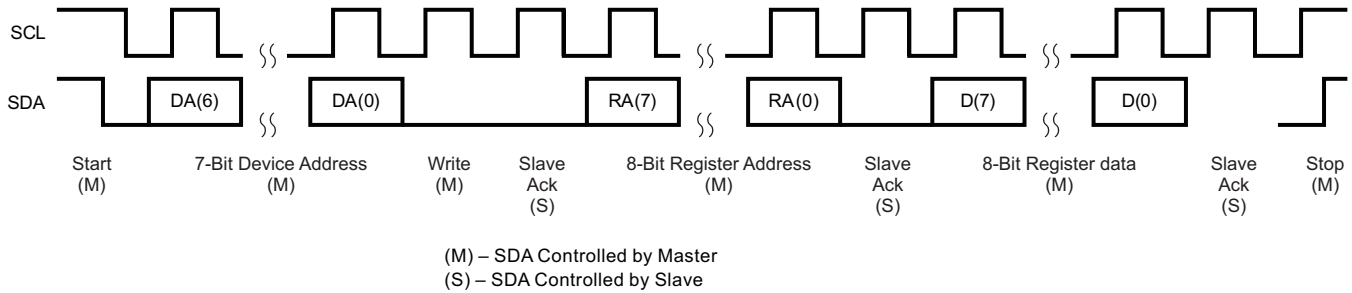 SCL
SDA
DA(6)
DA(0)
RA(7)
RA(0)
D(7)
D(0)
Start
(M)
7-Bit Device Address
(M)
Write
(M)
Slave
Ack
(S)
8-Bit Register Address
(M)
Slave
Ack
(S)
8-Bit Register data
(M)
Slave
Ack
(S)
Stop
(M)
(M) – SDA Controlled by Master
(S) – SDA Controlled by Slave